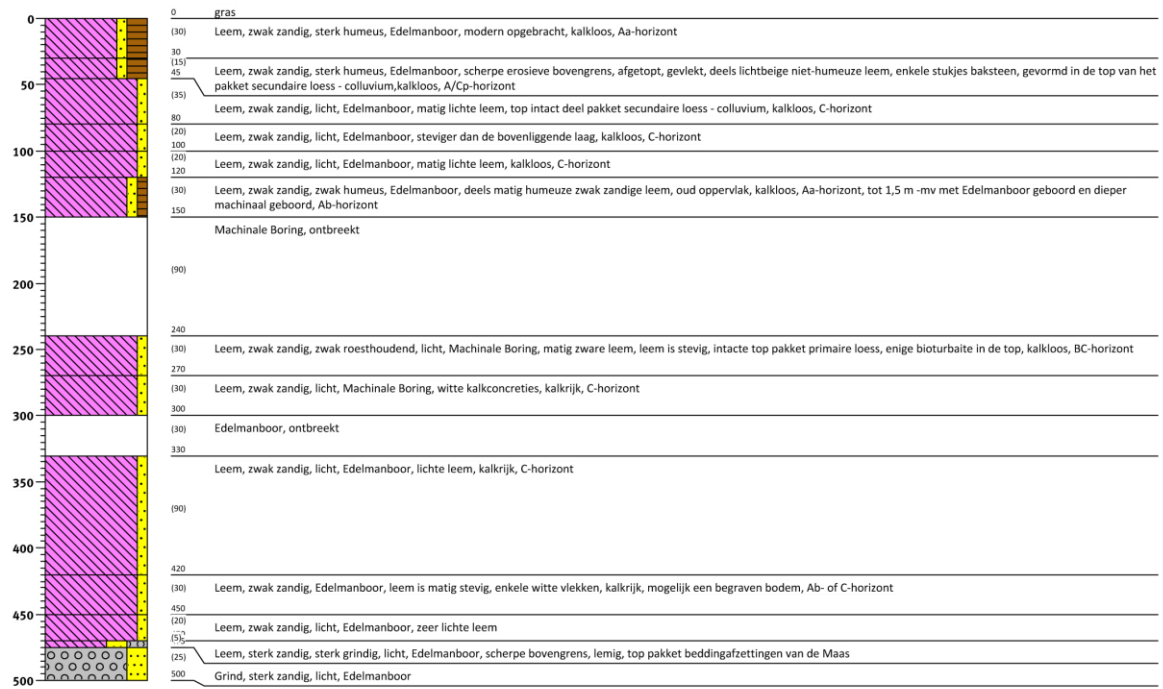 0
gras
0
(30)
Leem, zwak zandig, sterk humeus, Edelmanboor, modern opgebracht, kalkloos, Aa-horizont
30
(15)
45
Leem, zwak zandig, sterk humeus, Edelmanboor, scherpe erosieve bovengrens, afgetopt, gevlekt, deels lichtbeige niet-humeuze leem, enkele stukjes baksteen, gevormd in de top van het
pakket secundaire loess - colluvium,kalkloos, A/Cp-horizont
50
(35)
Leem, zwak zandig, licht, Edelmanboor, matig lichte leem, top intact deel pakket secundaire loess - colluvium, kalkloos, C-horizont
80
(20)
Leem, zwak zandig, licht, Edelmanboor, steviger dan de bovenliggende laag, kalkloos, C-horizont
100
100
(20)
Leem, zwak zandig, licht, Edelmanboor, matig lichte leem, kalkloos, C-horizont
120
(30)
Leem, zwak zandig, zwak humeus, Edelmanboor, deels matig humeuze zwak zandige leem, oud oppervlak, kalkloos, Aa-horizont, tot 1,5 m -mv met Edelmanboor geboord en dieper
machinaal geboord, Ab-horizont
150
150
Machinale Boring, ontbreekt
200
(90)
240
250
(30)
Leem, zwak zandig, zwak roesthoudend, licht, Machinale Boring, matig zware leem, leem is stevig, intacte top pakket primaire loess, enige bioturbaite in de top, kalkloos, BC-horizont
270
(30)
Leem, zwak zandig, licht, Machinale Boring, witte kalkconcreties, kalkrijk, C-horizont
300
300
(30)
Edelmanboor, ontbreekt
330
Leem, zwak zandig, licht, Edelmanboor, lichte leem, kalkrijk, C-horizont
350
(90)
400
420
(30)
Leem, zwak zandig, Edelmanboor, leem is matig stevig, enkele witte vlekken, kalkrijk, mogelijk een begraven bodem, Ab- of C-horizont
450
450
(20)
Leem, zwak zandig, licht, Edelmanboor, zeer lichte leem
(5)
(25)
Leem, sterk zandig, sterk grindig, licht, Edelmanboor, scherpe bovengrens, lemig, top pakket beddingafzettingen van de Maas
500
500
Grind, sterk zandig, licht, Edelmanboor